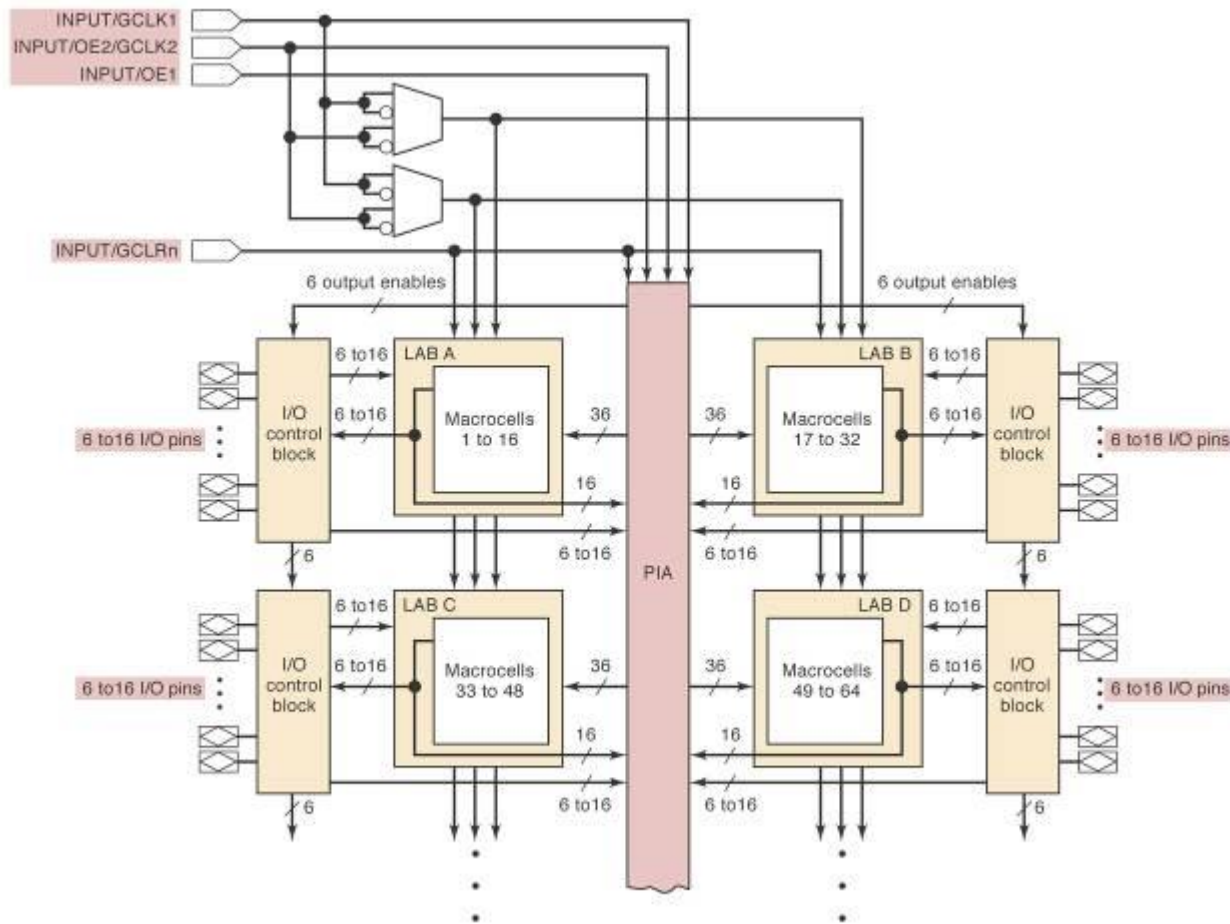 INPUT/GCLK1
INPUT/OE2/GCLK2
INPUT/OE1
INPUT/GCLRn
6 output enables
6 output enables
6 to16
LAB A
LAB B
6 to16
I/O
control
block
6 to16
Macrocells
1 to 16
36
36
Macrocells
17 to 32
6 to16
I/O
control
block
6 to16 I/O pins
6 to16 I/O pins
16
16
6 to16
6 to16
6
6
PIA
6 to16
LAB C
LAB D
6 to16
I/O
control
block
6 to16
Macrocells
33 to 48
36
36
Macrocells
49 to 64
6 to16
I/O
control
block
6 to16 I/O pins
6 to16 I/O pins
16
16
6 to16
6 to16
6
6